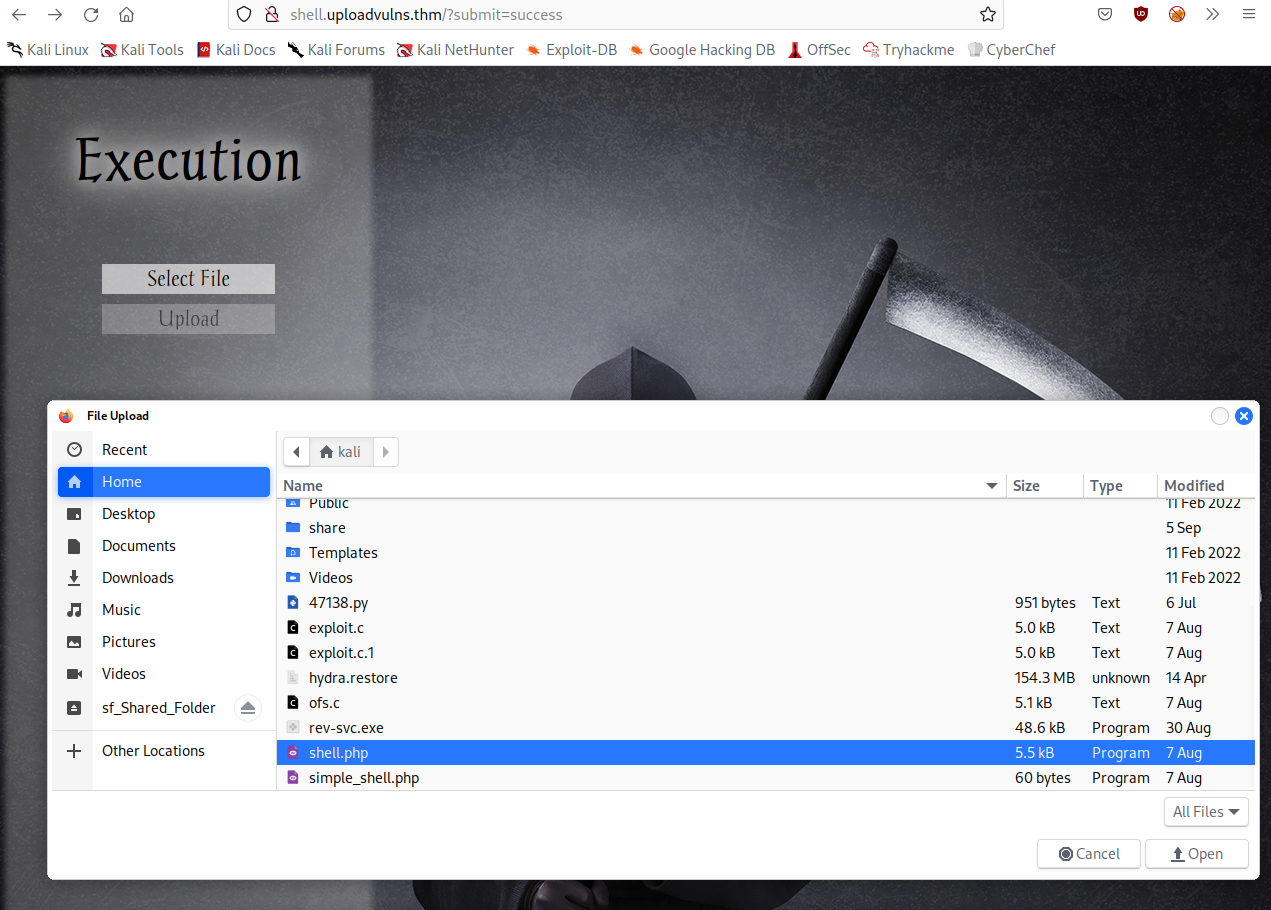 shell.uploadvulns.thm/?submit=success
Kali Linux Kali Tools Kali Docs Kali Forums Kali NetHunter Exploit-DB Google Hacking DB OffSec Tryhackme CyberChef
Execution
Select File
Upload
File Upload
Recent
Home
Desktop
Documents
Downloads
Music
Pictures
Videos
sf_Shared_Folder
Other Locations
kali
Name Size Type Modified
Public 11 Feb 2022
share 5 Sep
Templates 11 Feb 2022
Videos 11 Feb 2022
47138.py 951 bytes Text 6 Jul
exploit.c 5.0 kB Text 7 Aug
exploit.c.1 5.0 kB Text 7 Aug
hydra.restore 154.3 MB unknown 14 Apr
ofs.c 5.1 kB Text 7 Aug
rev-svc.exe 48.6 kB Program 30 Aug
shell.php 5.5 kB Program 7 Aug
simple_shell.php 60 bytes Program 7 Aug
All Files
Cancel Open